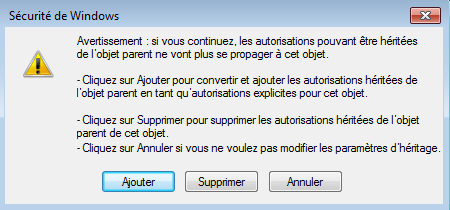 Sécurité de Windows
Avertissement : si vous continuez, les autorisations pouvant être héritées
de l'objet parent ne vont plus se propager à cet objet.
- Cliquez sur Ajouter pour convertir et ajouter les autorisations héritées de
l'objet parent en tant qu'autorisations explicites pour cet objet.
- Cliquez sur Supprimer pour supprimer les autorisations héritées de l'objet
parent de cet objet.
- Cliquez sur Annuler si vous ne voulez pas modifier les paramètres d'héritage.
Ajouter Supprimer Annuler